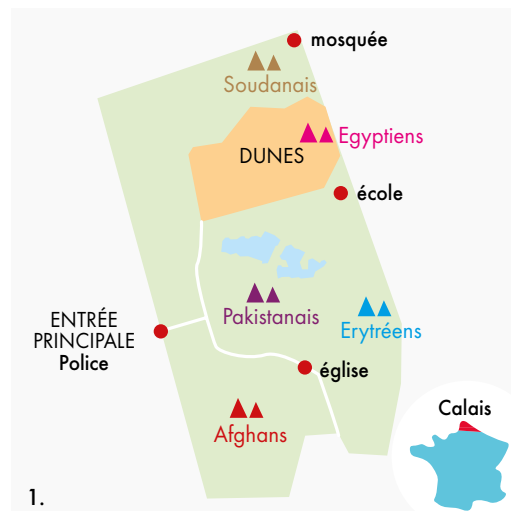 mosquée
Soudanais
Egyptiens
DUNES
école
Pakistanais
Erytréens
ENTRÉE
PRINCIPALE
Police
église
Calais
Afghans
1.